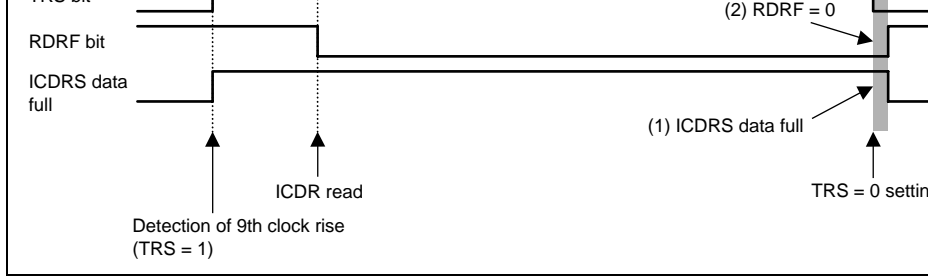 TRS bit
(2) RDRF = 0
RDRF bit
ICDRS data
full
(1) ICDRS data full
ICDR read
TRS = 0 settin
Detection of 9th clock rise
(TRS = 1)